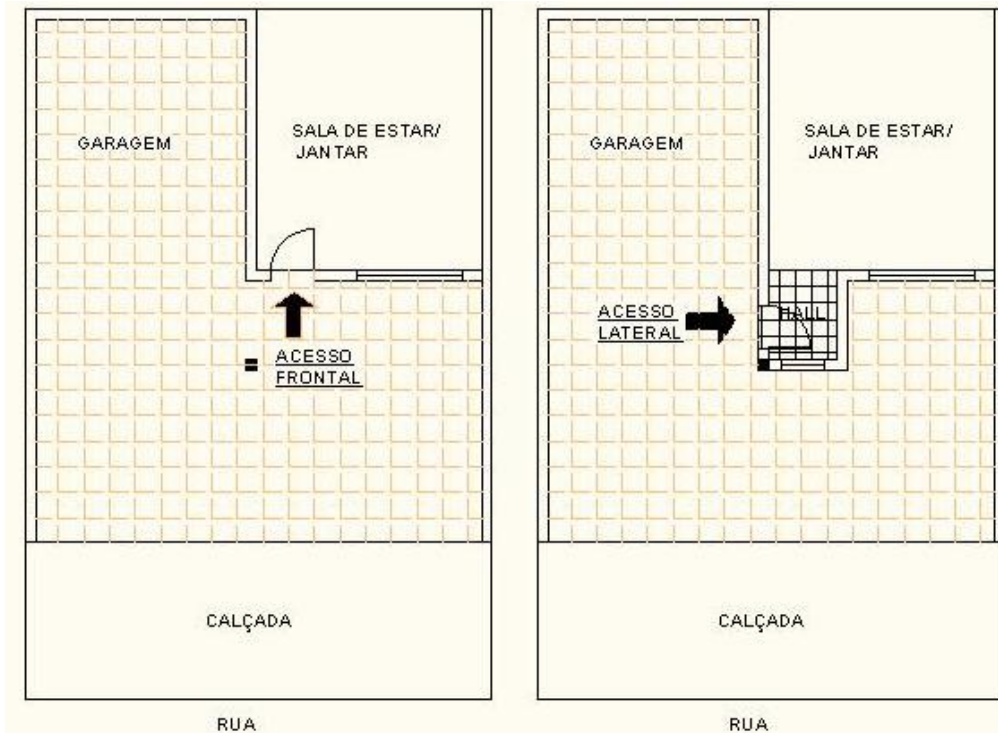 GARAGEM
SALA DE ESTAR/
JANTAR
ACESSO
FRONTAL
CALÇADA
RUA
GARAGEM
SALA DE ESTAR/
JANTAR
ACESSO
LATERAL
HALL
CALÇADA
RUA